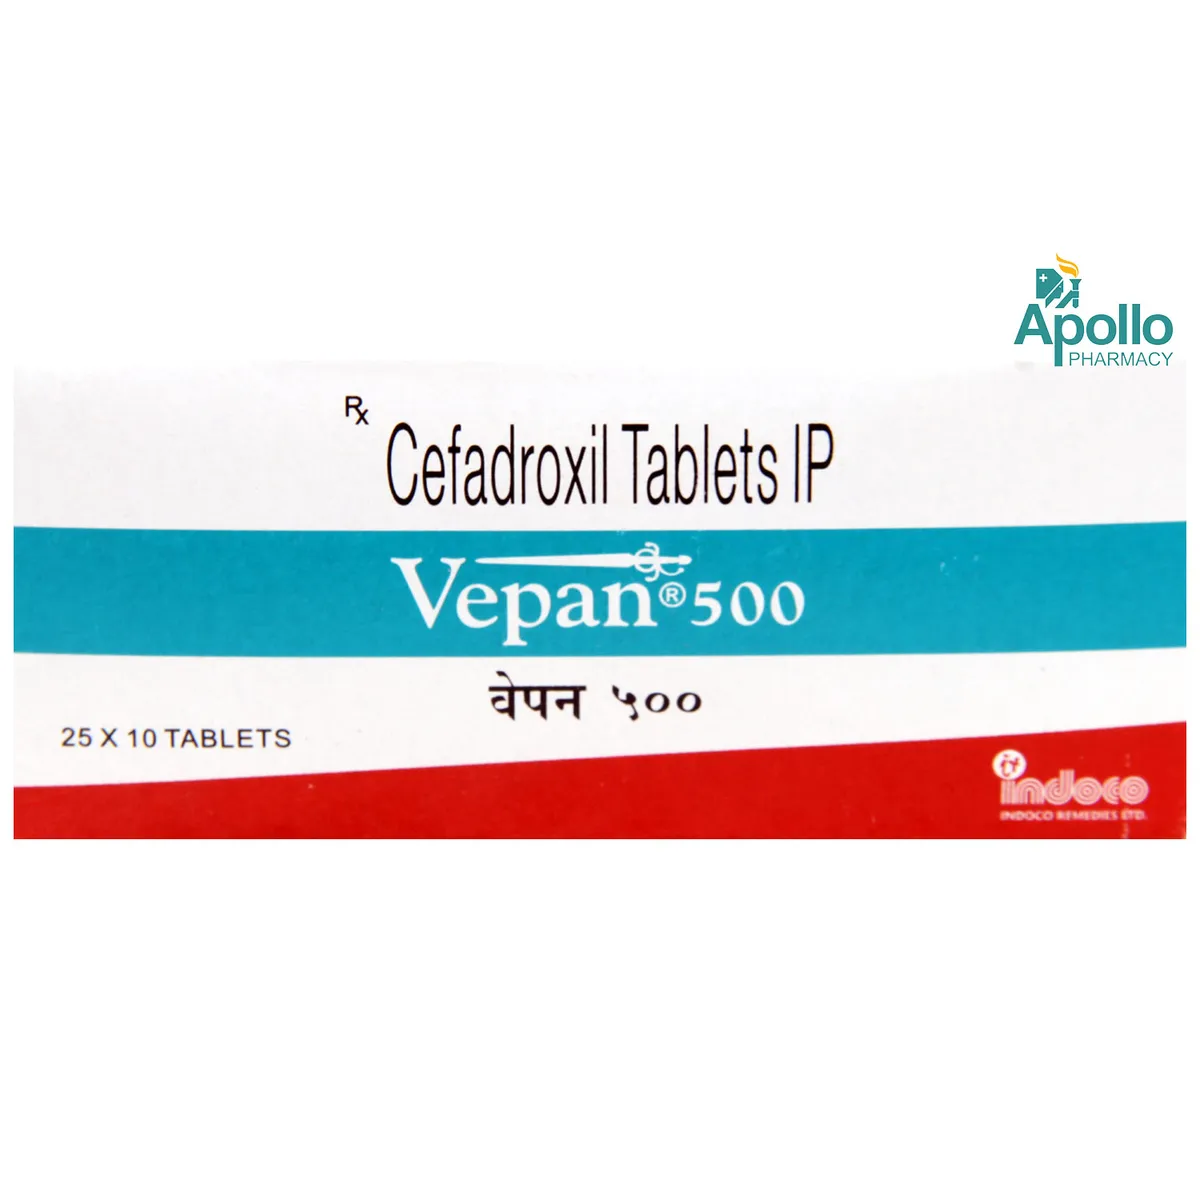 Apollo
PHARMACY
Rx Cefadroxil Tablets IP
Vepan® 500
वेपन ५००
25 X 10 TABLETS
indoco
INDOCO REMEDIES LTD.